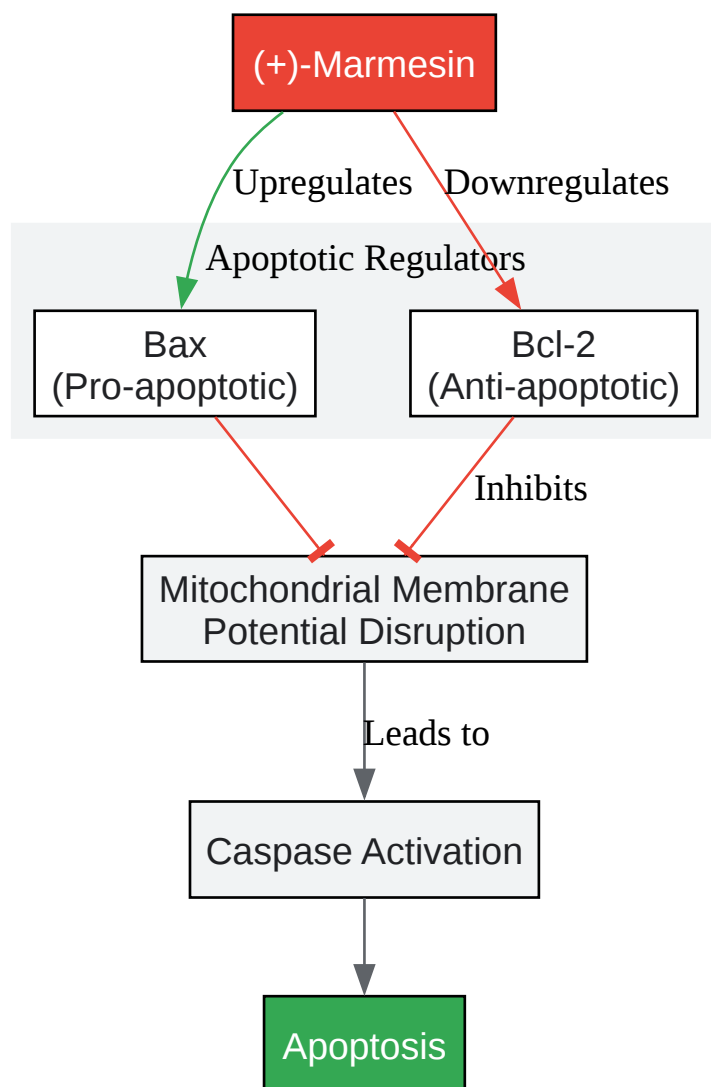 (+)-Marmesin
Upregulates
Downregulates
Apoptotic Regulators
Bax
(Pro-apoptotic)
Bcl-2
(Anti-apoptotic)
Inhibits
Mitochondrial Membrane
Potential Disruption
Leads to
Caspase Activation
Apoptosis